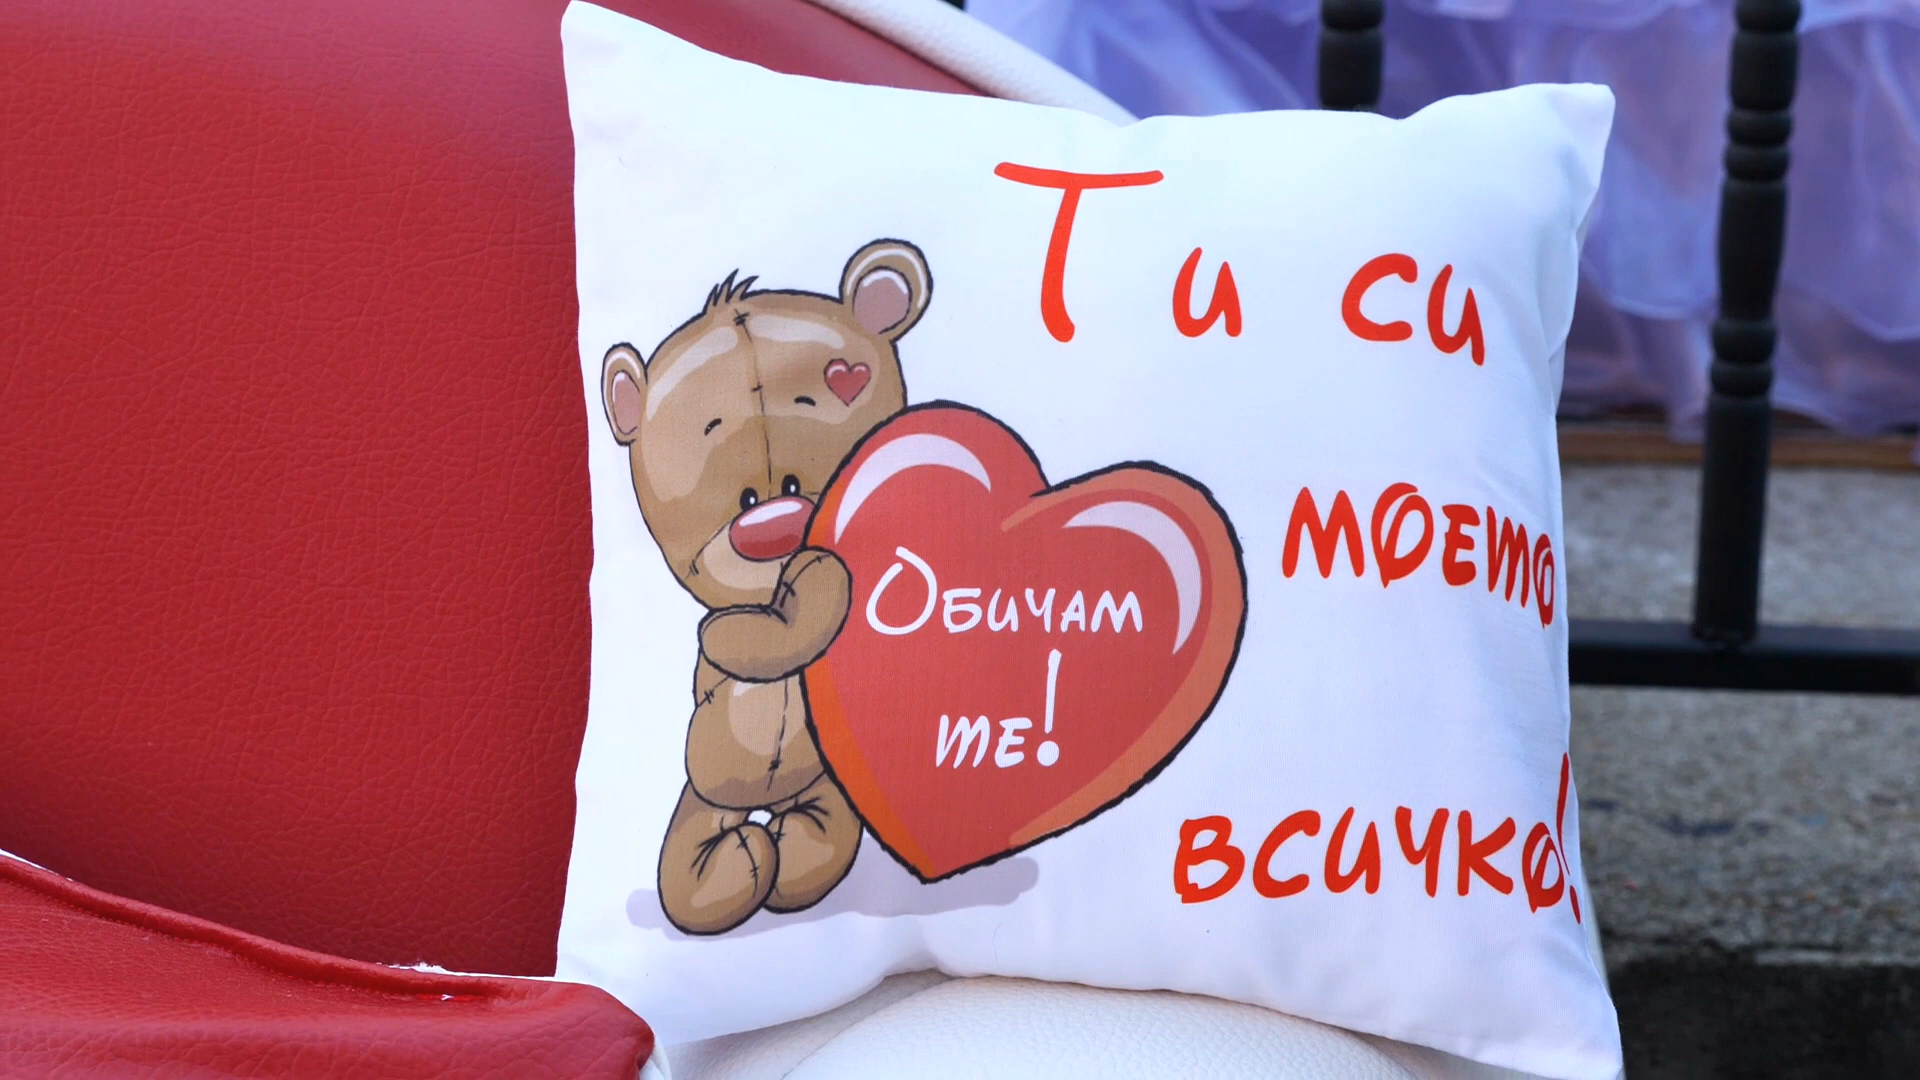 Ти си
моето
всичко!
Обичам
те!